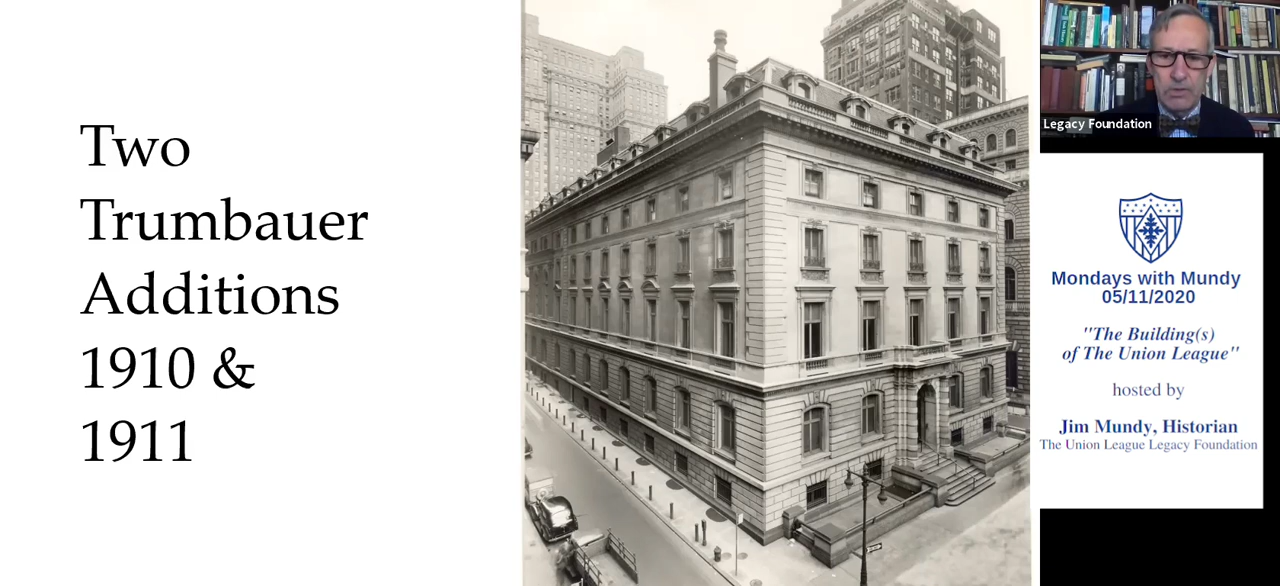 Two
Trumbauer
Additions
1910 &
1911
Legacy Foundation
Mondays with Mundy
05/11/2020
"The Building(s)
of The Union League"
hosted by
Jim Mundy, Historian
The Union League Legacy Foundation